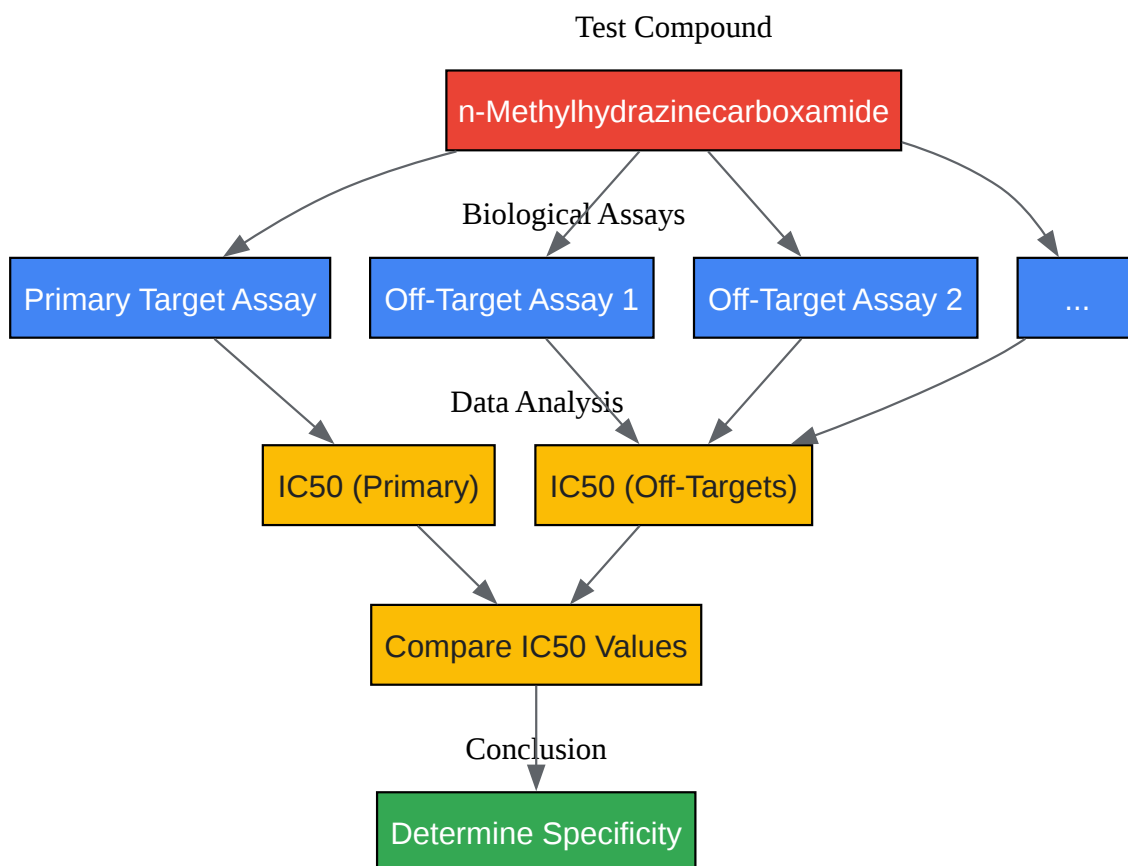 Test Compound
n-Methylhydrazinecarboxamide
Biological Assays
Primary Target Assay
Off-Target Assay 1
Off-Target Assay 2
...
Data Analysis
IC50 (Primary)
IC50 (Off-Targets)
Compare IC50 Values
Conclusion
Determine Specificity